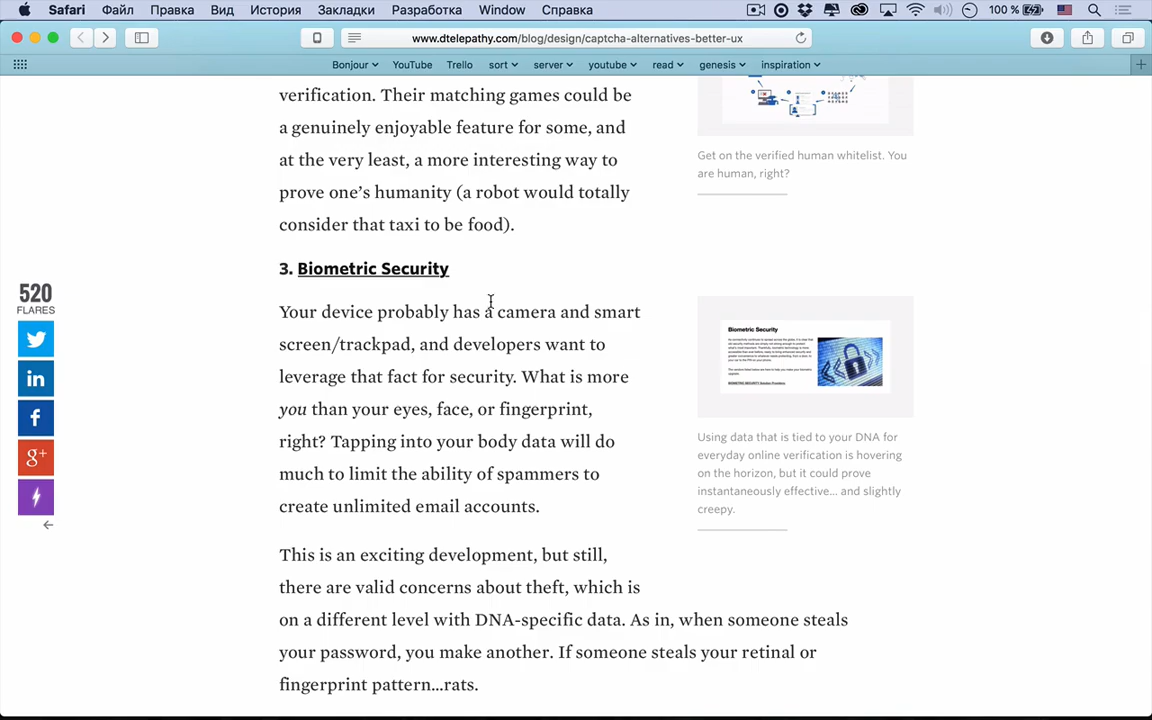 Safari Файл Правка Вид История Закладки Разработка Window Справка 100 %
www.dtelepathy.com/blog/design/captcha-alternatives-better-ux
Bonjour YouTube Trello sort server youtube read genesis inspiration
verification. Their matching games could be
a genuinely enjoyable feature for some, and
at the very least, a more interesting way to
prove one's humanity (a robot would totally
consider that taxi to be food).
Get on the verified human whitelist. You
are human, right?
3. Biometric Security
520
FLARES
Your device probably has a camera and smart
screen/trackpad, and developers want to
leverage that fact for security. What is more
you than your eyes, face, or fingerprint,
right? Tapping into your body data will do
much to limit the ability of spammers to
create unlimited email accounts.
Biometric Security
Using data that is tied to your DNA for
everyday online verification is hovering
on the horizon, but it could prove
instantaneously effective... and slightly
creepy.
This is an exciting development, but still,
there are valid concerns about theft, which is
on a different level with DNA-specific data. As in, when someone steals
your password, you make another. If someone steals your retinal or
fingerprint pattern...rats.